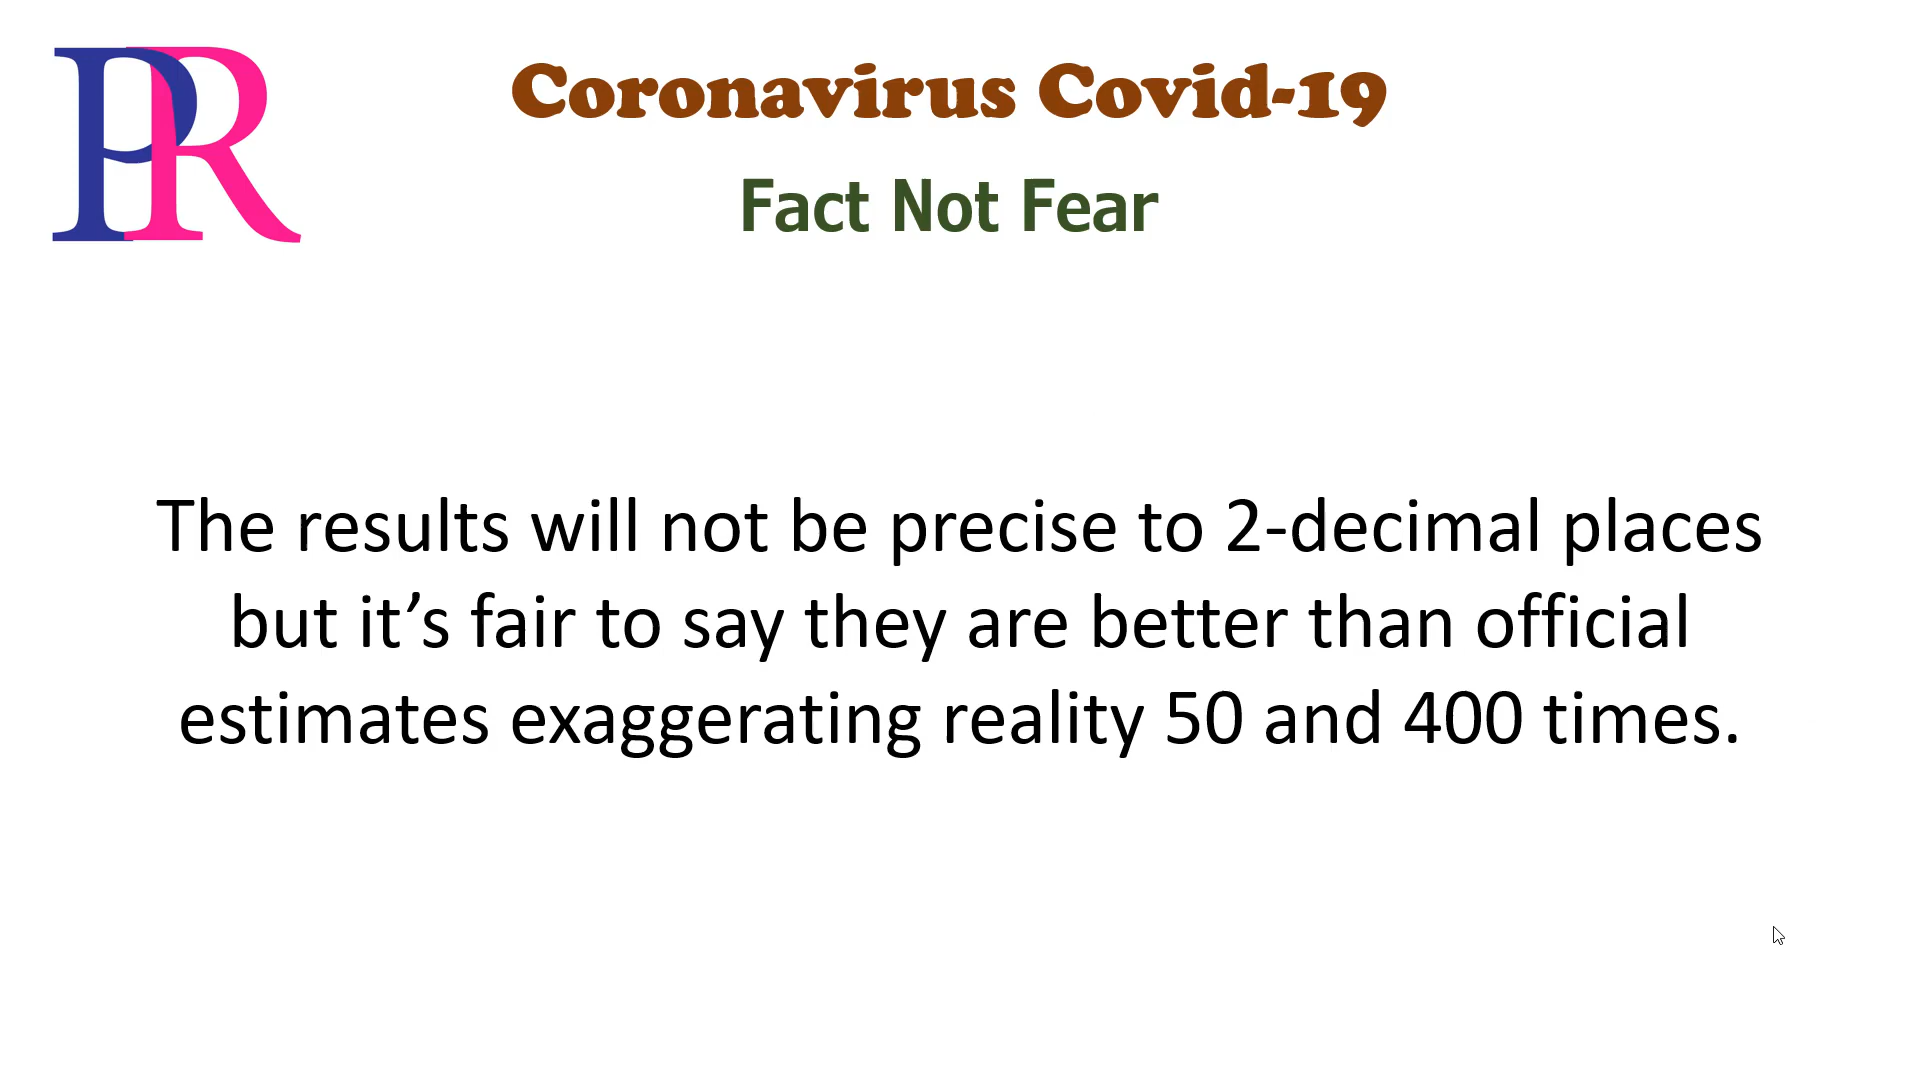 PR
Coronavirus Covid-19
Fact Not Fear
The results will not be precise to 2-decimal places
but it’s fair to say they are better than official
estimates exaggerating reality 50 and 400 times.